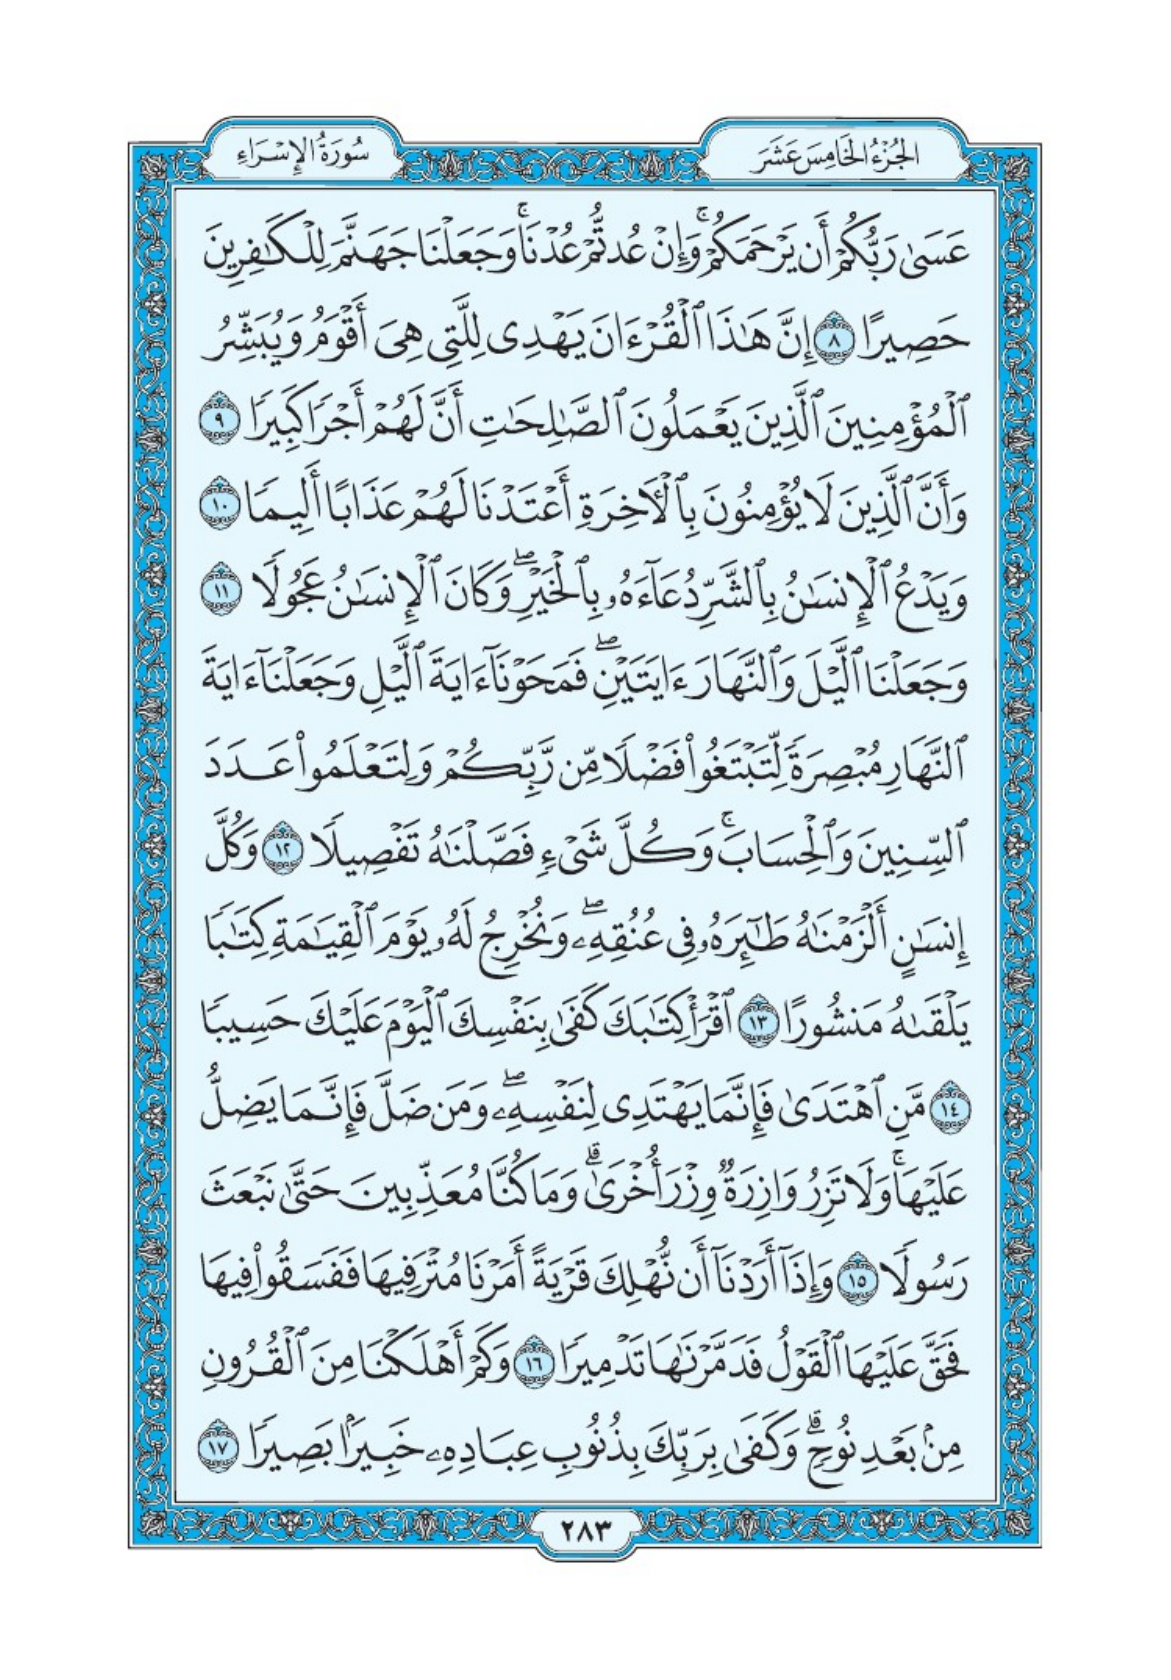 الجُزْءُ الخَامِسَ عَشَرَ
سُورَةُ الإِسْرَاءِ
عَسَىٰ رَبُّكُمْ أَن يَرْحَمَكُمْ ۚ وَإِنْ عُدتُّمْ عُدْنَا ۚ وَجَعَلْنَا جَهَنَّمَ لِلْكَـٰفِرِينَ
حَصِيرًا ٨ إِنَّ هَـٰذَا ٱلْقُرْءَانَ يَهْدِى لِلَّتِى هِىَ أَقْوَمُ وَيُبَشِّرُ
ٱلْمُؤْمِنِينَ ٱلَّذِينَ يَعْمَلُونَ ٱلصَّـٰلِحَـٰتِ أَنَّ لَهُمْ أَجْرًا كَبِيرًا ٩
وَأَنَّ ٱلَّذِينَ لَا يُؤْمِنُونَ بِٱلْـَٔاخِرَةِ أَعْتَدْنَا لَهُمْ عَذَابًا أَلِيمًا ١٠
وَيَدْعُ ٱلْإِنسَـٰنُ بِٱلشَّرِّ دُعَآءَهُۥ بِٱلْخَيْرِ ۖ وَكَانَ ٱلْإِنسَـٰنُ عَجُولًا ١١
وَجَعَلْنَا ٱلَّيْلَ وَٱلنَّهَارَ ءَايَتَيْنِ ۖ فَمَحَوْنَآ ءَايَةَ ٱلَّيْلِ وَجَعَلْنَآ ءَايَةَ
ٱلنَّهَارِ مُبْصِرَةً لِّتَبْتَغُوا۟ فَضْلًا مِّن رَّبِّكُمْ وَلِتَعْلَمُوا۟ عَدَدَ
ٱلسِّنِينَ وَٱلْحِسَابَ ۚ وَكُلَّ شَىْءٍ فَصَّلْنَـٰهُ تَفْصِيلًا ١٢ وَكُلَّ
إِنسَـٰنٍ أَلْزَمْنَـٰهُ طَـٰٓئِرَهُۥ فِى عُنُقِهِۦ ۖ وَنُخْرِجُ لَهُۥ يَوْمَ ٱلْقِيَـٰمَةِ كِتَـٰبًا
يَلْقَىٰهُ مَنشُورًا ١٣ ٱقْرَأْ كِتَـٰبَكَ كَفَىٰ بِنَفْسِكَ ٱلْيَوْمَ عَلَيْكَ حَسِيبًا
١٤ مَّنِ ٱهْتَدَىٰ فَإِنَّمَا يَهْتَدِى لِنَفْسِهِۦ ۖ وَمَن ضَلَّ فَإِنَّمَا يَضِلُّ
عَلَيْهَا ۚ وَلَا تَزِرُ وَازِرَةٌ وِزْرَ أُخْرَىٰ ۗ وَمَا كُنَّا مُعَذِّبِينَ حَتَّىٰ نَبْعَثَ
رَسُولًا ١٥ وَإِذَآ أَرَدْنَآ أَن نُّهْلِكَ قَرْيَةً أَمَرْنَا مُتْرَفِيهَا فَفَسَقُوا۟ فِيهَا
فَحَقَّ عَلَيْهَا ٱلْقَوْلُ فَدَمَّرْنَـٰهَا تَدْمِيرًا ١٦ وَكَمْ أَهْلَكْنَا مِنَ ٱلْقُرُونِ
مِنۢ بَعْدِ نُوحٍ ۗ وَكَفَىٰ بِرَبِّكَ بِذُنُوبِ عِبَادِهِۦ خَبِيرًۢا بَصِيرًا ١٧
٢٨٣